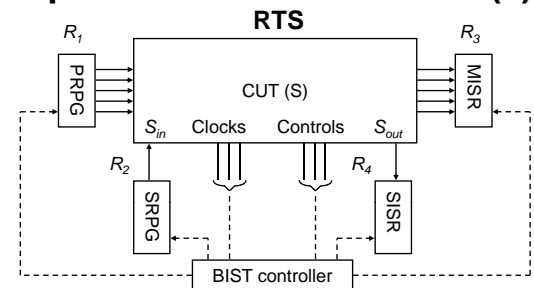 RTS
R1
R3
PRPG
MISR
CUT (S)
Sin
Clocks
Controls
Sout
R2
R4
SRPG
SISR
BIST controller